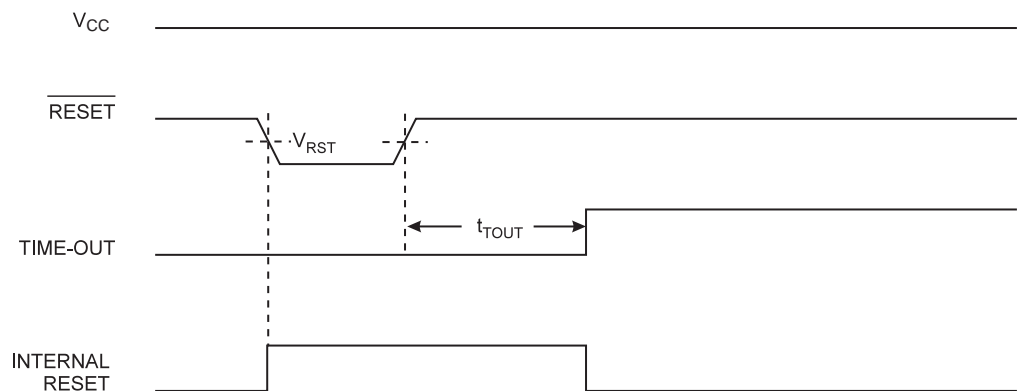 VCC
RESET
VRST
tTOUT
TIME-OUT
INTERNAL
RESET